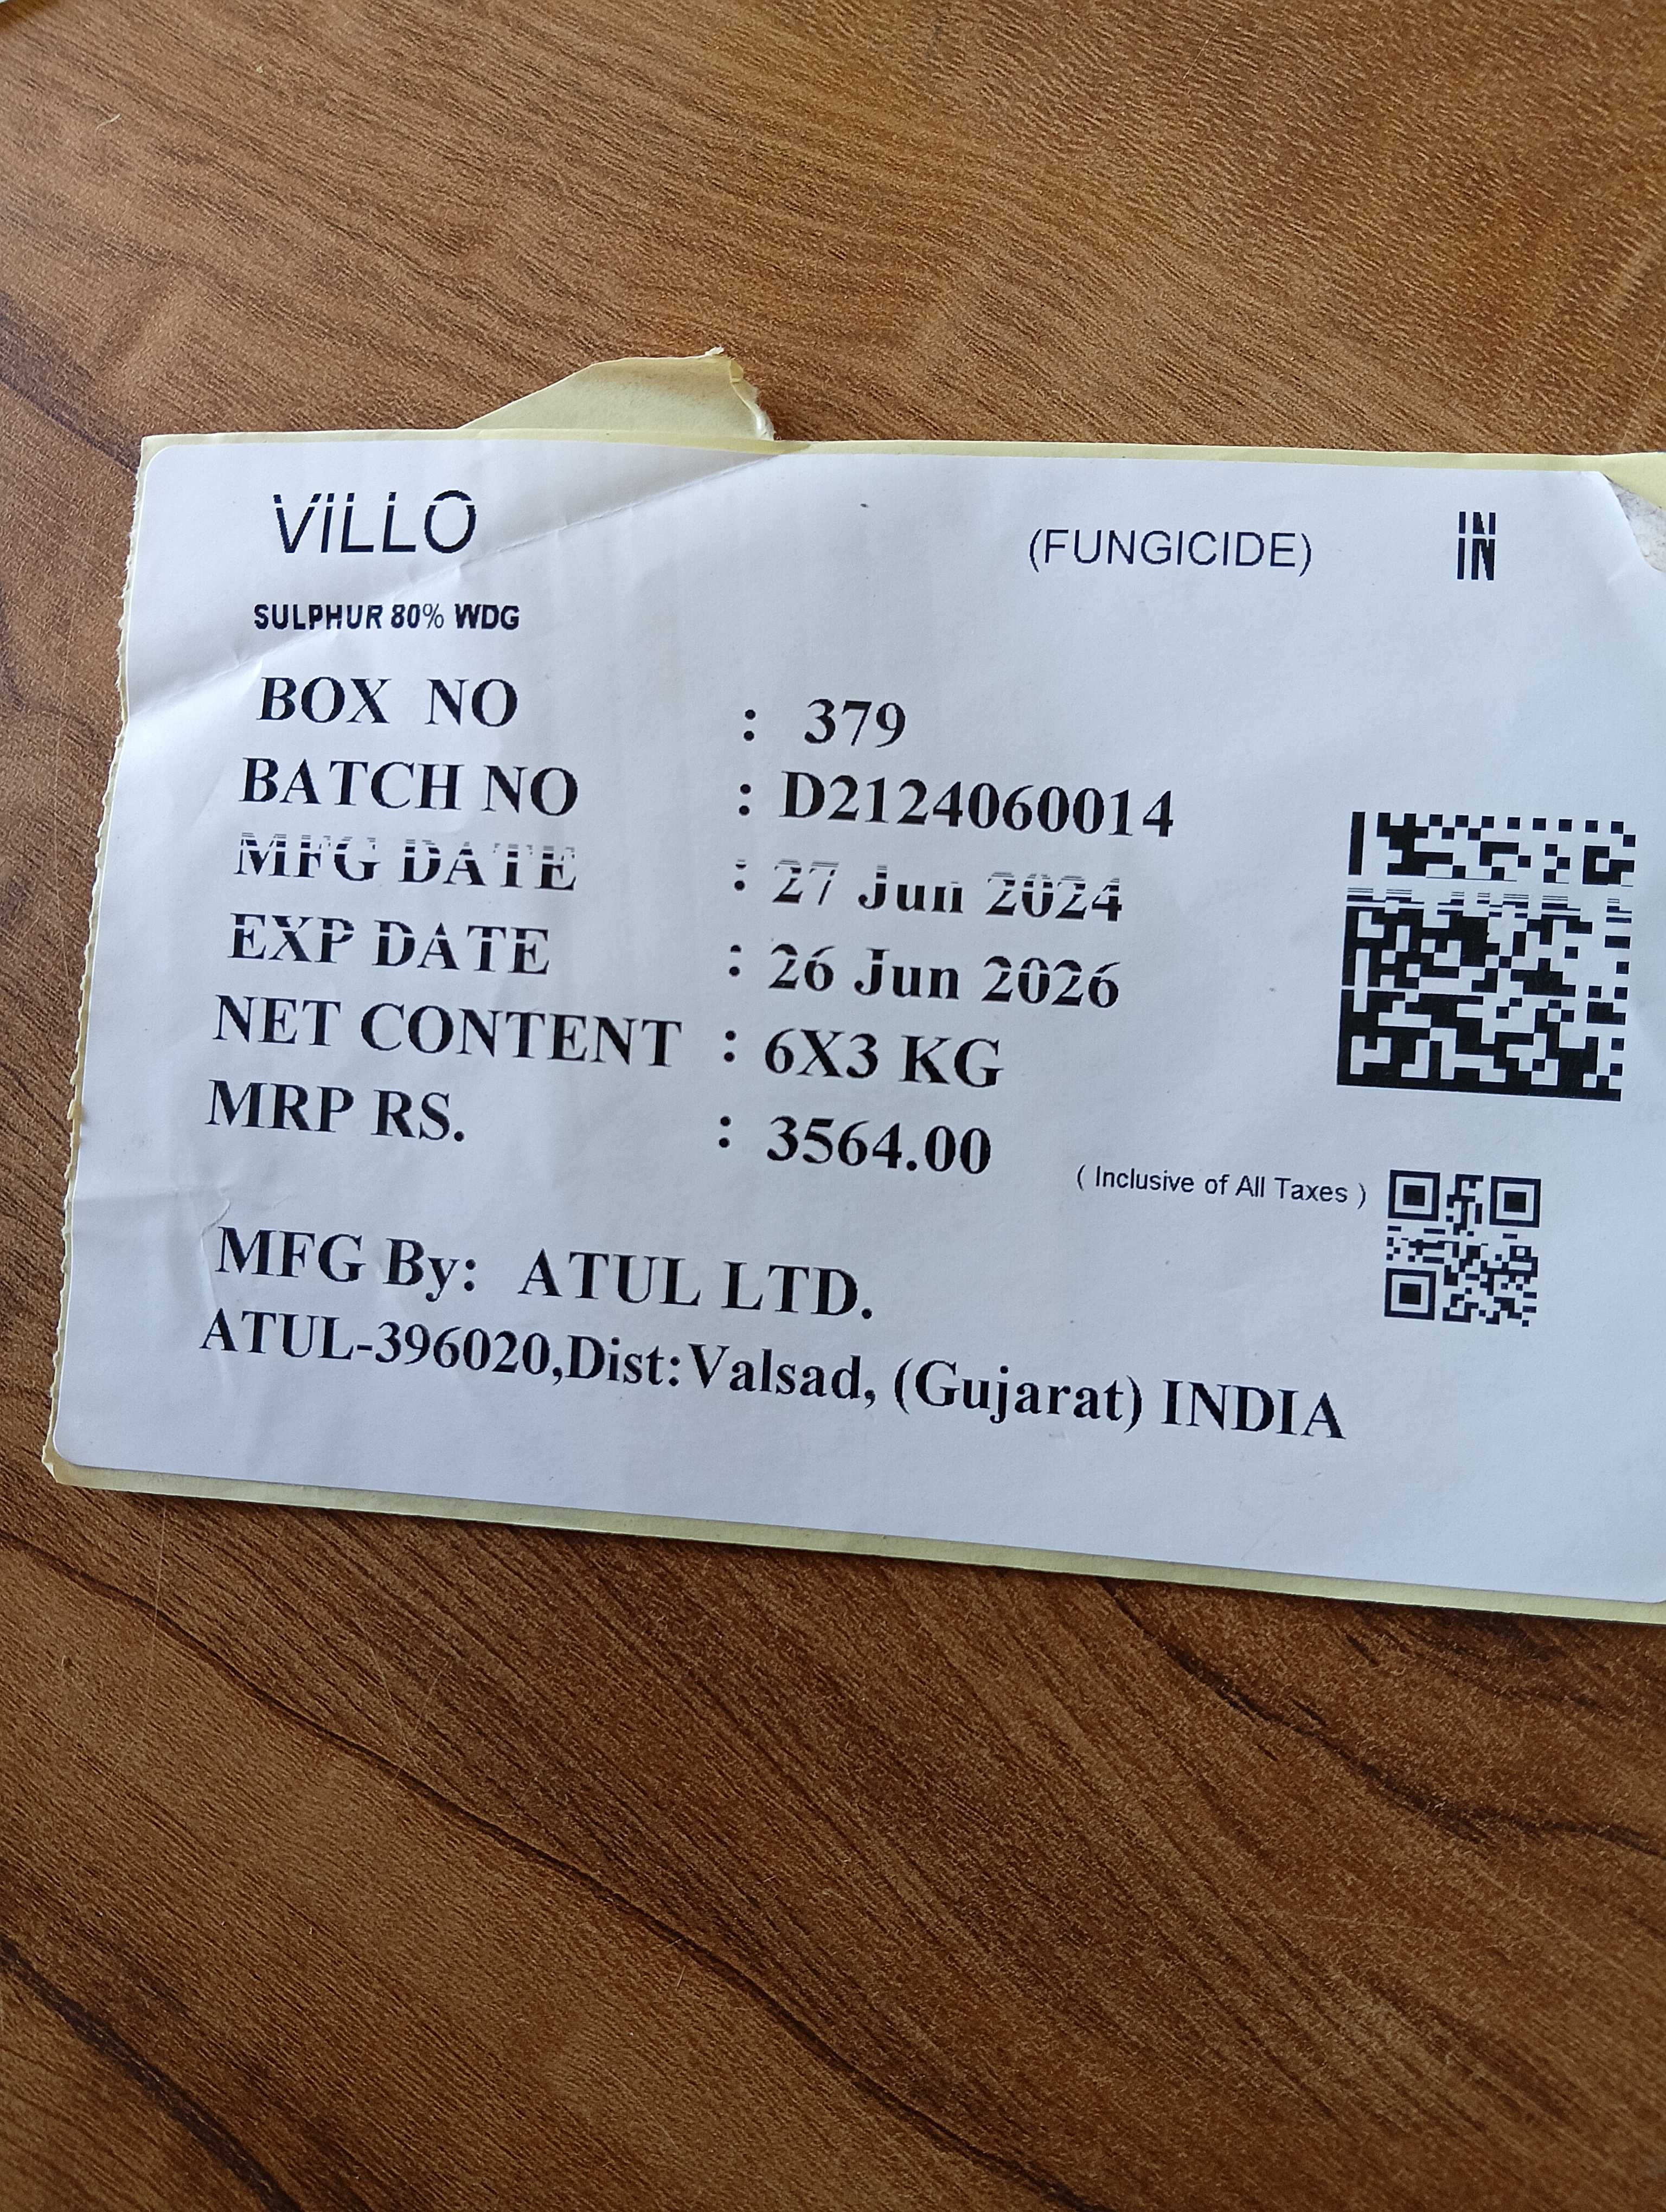 VILLO (FUNGICIDE) IN
SULPHUR 80% WDG
BOX NO : 379
BATCH NO : D2124060014
MFG DATE : 27 Jun 2024
EXP DATE : 26 Jun 2026
NET CONTENT : 6X3 KG
MRP RS. : 3564.00
( Inclusive of All Taxes )
MFG By: ATUL LTD.
ATUL-396020,Dist:Valsad, (Gujarat) INDIA